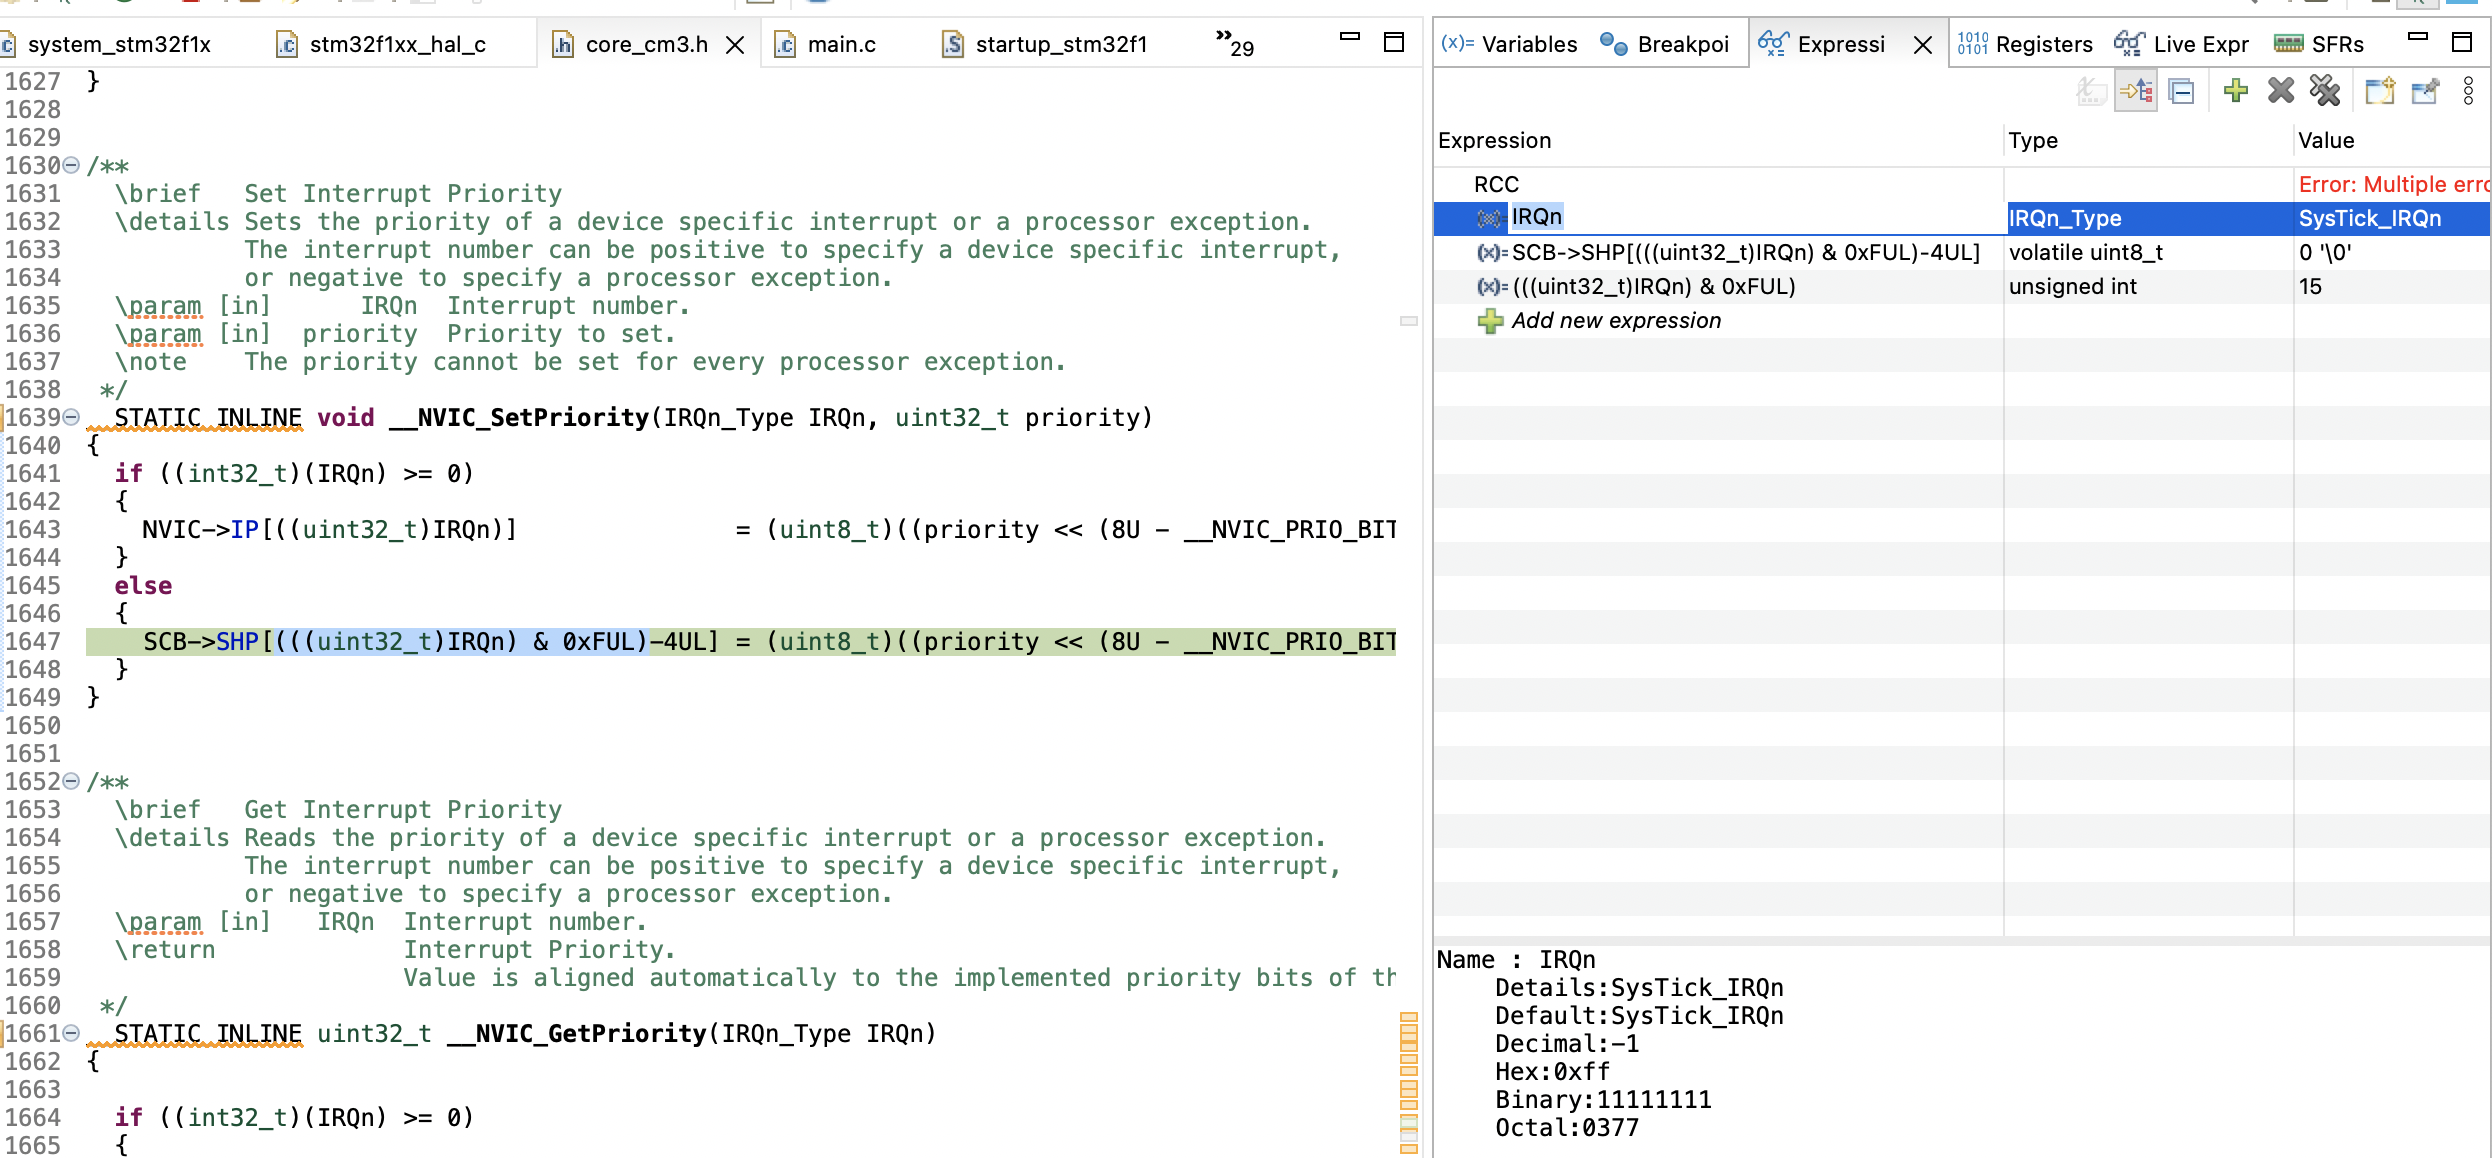 system_stm32f1x
stm32f1xx_hal_c
core_cm3.h
main.c
startup_stm32f1
»29
1627 }
1628
1629
1630 /**
1631   \brief   Set Interrupt Priority
1632   \details Sets the priority of a device specific interrupt or a processor exception.
1633            The interrupt number can be positive to specify a device specific interrupt,
1634            or negative to specify a processor exception.
1635   \param [in]      IRQn  Interrupt number.
1636   \param [in]  priority  Priority to set.
1637   \note    The priority cannot be set for every processor exception.
1638  */
1639 __STATIC_INLINE void __NVIC_SetPriority(IRQn_Type IRQn, uint32_t priority)
1640 {
1641   if ((int32_t)(IRQn) >= 0)
1642   {
1643     NVIC->IP[((uint32_t)IRQn)]               = (uint8_t)((priority << (8U - __NVIC_PRIO_BIT
1644   }
1645   else
1646   {
1647     SCB->SHP[(((uint32_t)IRQn) & 0xFUL)-4UL] = (uint8_t)((priority << (8U - __NVIC_PRIO_BIT
1648   }
1649 }
1650
1651
1652 /**
1653   \brief   Get Interrupt Priority
1654   \details Reads the priority of a device specific interrupt or a processor exception.
1655            The interrupt number can be positive to specify a device specific interrupt,
1656            or negative to specify a processor exception.
1657   \param [in]   IRQn  Interrupt number.
1658   \return             Interrupt Priority.
1659                       Value is aligned automatically to the implemented priority bits of th
1660  */
1661 __STATIC_INLINE uint32_t __NVIC_GetPriority(IRQn_Type IRQn)
1662 {
1663
1664   if ((int32_t)(IRQn) >= 0)
1665   {
(x)= Variables
Breakpoi
Expressi
1010 0101 Registers
Live Expr
SFRs
Expression Type Value
RCC Error: Multiple erro
IRQn IRQn_Type SysTick_IRQn
(x)= SCB->SHP[(((uint32_t)IRQn) & 0xFUL)-4UL] volatile uint8_t 0 '\0'
(x)= (((uint32_t)IRQn) & 0xFUL) unsigned int 15
Add new expression
Name : IRQn
Details:SysTick_IRQn
Default:SysTick_IRQn
Decimal:-1
Hex:0xff
Binary:11111111
Octal:0377